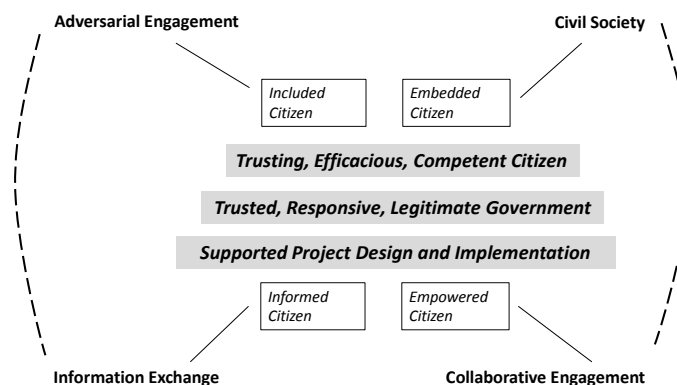 Adversarial Engagement
Civil Society
Included
Citizen
Embedded
Citizen
Trusting, Efficacious, Competent Citizen
Trusted, Responsive, Legitimate Government
Supported Project Design and Implementation
Informed
Citizen
Empowered
Citizen
Information Exchange
Collaborative Engagement